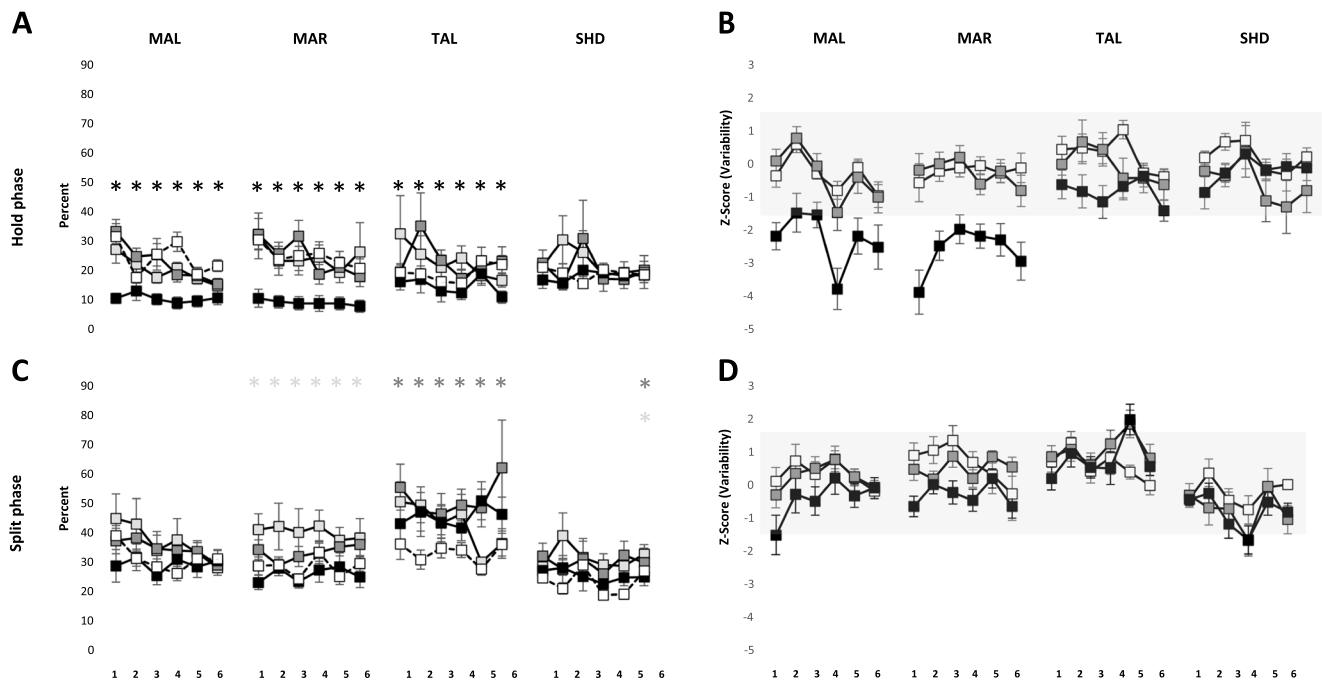 A
MAL MAR TAL SHD
Hold phase
Percent
90
80
70
60
50
40
30
20
10
0
* * * * * *
* * * * * *
* * * * * *
B
MAL MAR TAL SHD
Z-Score (Variability)
3
2
1
0
-1
-2
-3
-4
-5
C
Split phase
Percent
90
80
70
60
50
40
30
20
10
0
* * * * * *
* * * * * *
*
*
1 2 3 4 5 6 1 2 3 4 5 6 1 2 3 4 5 6 1 2 3 4 5 6
D
Z-Score (Variability)
3
2
1
0
-1
-2
-3
-4
-5
1 2 3 4 5 6 1 2 3 4 5 6 1 2 3 4 5 6 1 2 3 4 5 6